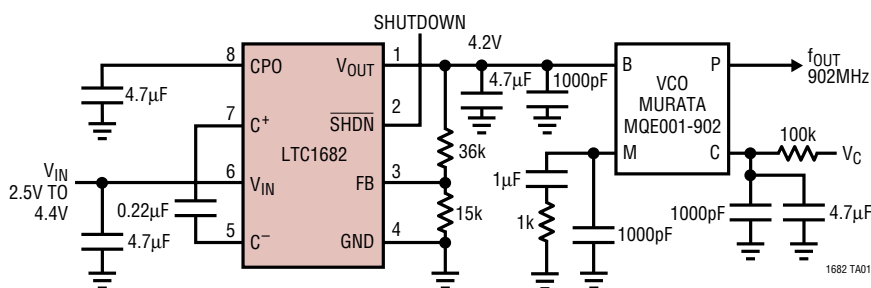 SHUTDOWN
8
CPO
VOUT
1
4.2V
4.7µF
7
C+
SHDN
2
LTC1682
VIN
2.5V TO
4.4V
6
VIN
FB
3
0.22µF
5
C–
GND
4
4.7µF
36k
15k
4.7µF
1000pF
B
P
VCO
MURATA
MQE001-902
M
C
fOUT
902MHz
100k
VC
1µF
1k
1000pF
1000pF
4.7µF
1682 TA01